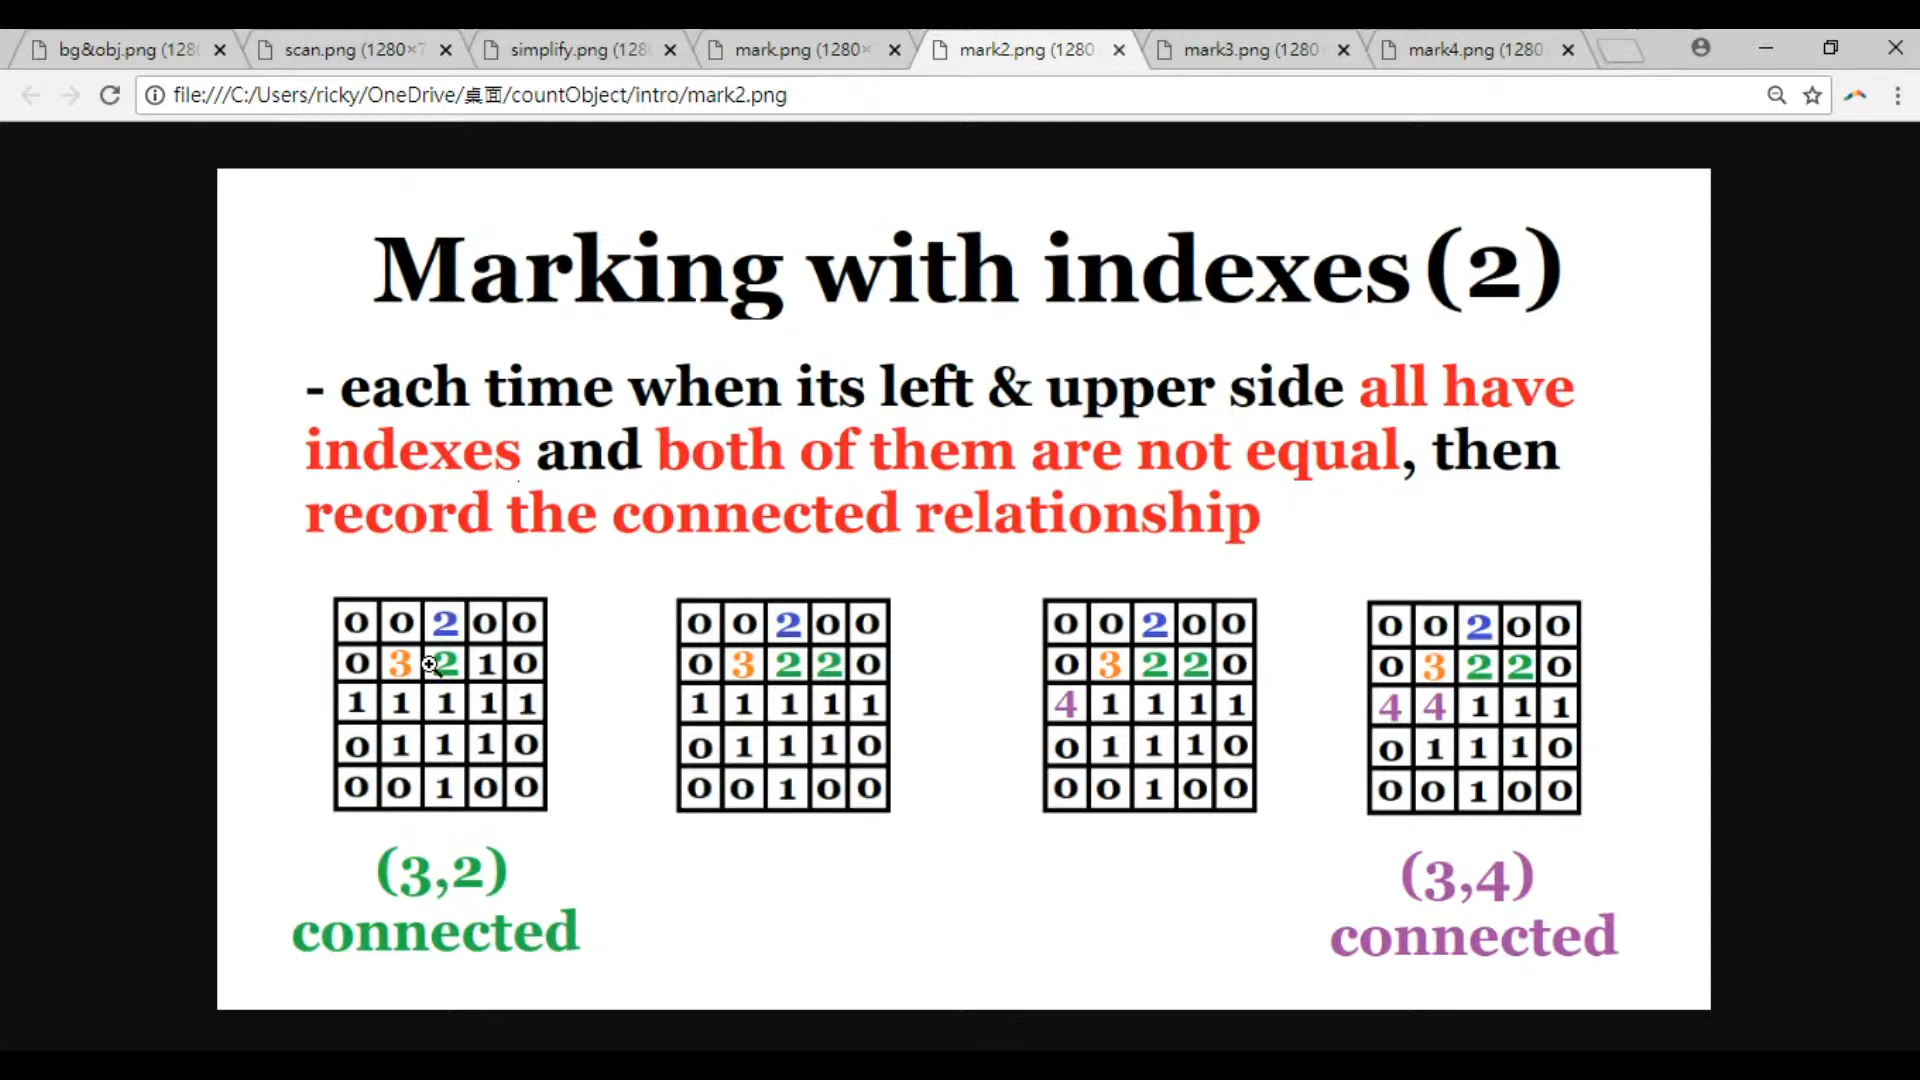 bg&obj.png (128
scan.png (1280×7
simplify.png (128
mark.png (1280×
mark2.png (1280
mark3.png (1280
mark4.png (1280
file:///C:/Users/ricky/OneDrive/桌面/countObject/intro/mark2.png
Marking with indexes (2)
- each time when its left & upper side all have
indexes and both of them are not equal, then
record the connected relationship
0 0 2 0 0
0 3 2 1 0
1 1 1 1 1
0 1 1 1 0
0 0 1 0 0
(3,2)
connected
0 0 2 0 0
0 3 2 2 0
1 1 1 1 1
0 1 1 1 0
0 0 1 0 0
0 0 2 0 0
0 3 2 2 0
4 1 1 1 1
0 1 1 1 0
0 0 1 0 0
0 0 2 0 0
0 3 2 2 0
4 4 1 1 1
0 1 1 1 0
0 0 1 0 0
(3,4)
connected